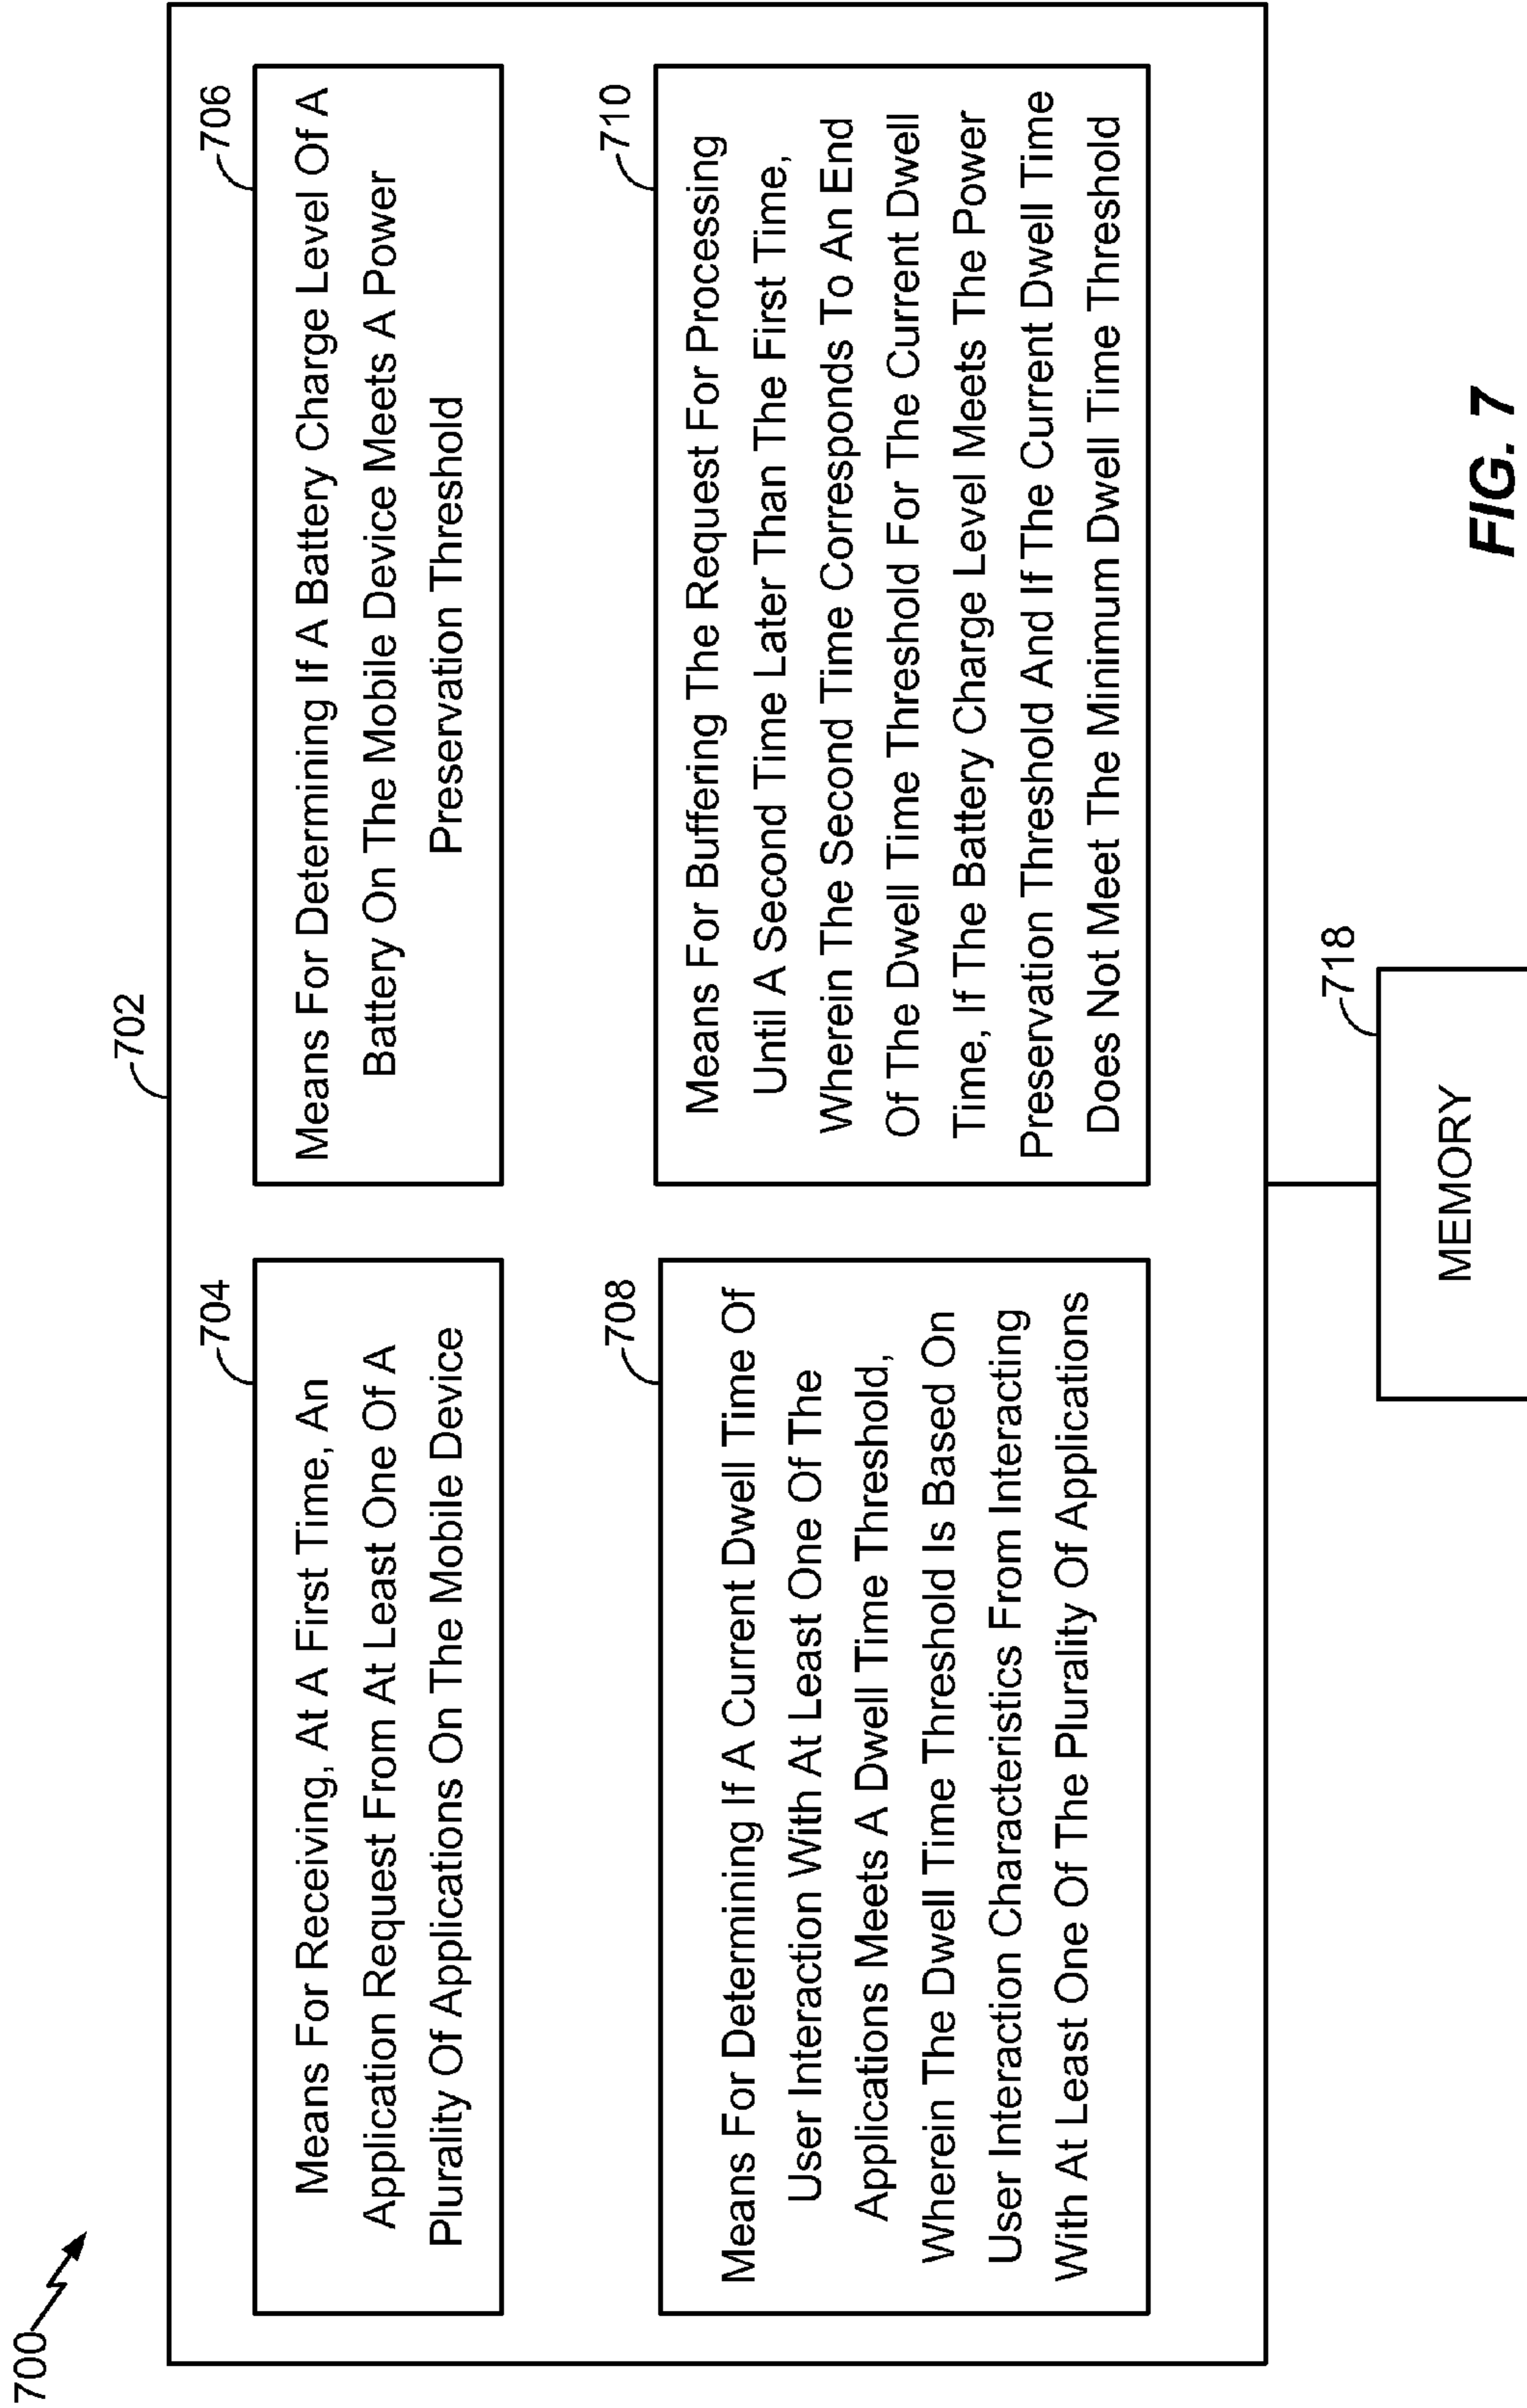 700
702
704
Means For Receiving, At A First Time, An
Application Request From At Least One Of A
Plurality Of Applications On The Mobile Device
706
Means For Determining If A Battery Charge Level Of A
Battery On The Mobile Device Meets A Power
Preservation Threshold
708
Means For Determining If A Current Dwell Time Of
User Interaction With At Least One Of The
Applications Meets A Dwell Time Threshold,
Wherein The Dwell Time Threshold Is Based On
User Interaction Characteristics From Interacting
With At Least One Of The Plurality Of Applications
710
Means For Buffering The Request For Processing
Until A Second Time Later Than The First Time,
Wherein The Second Time Corresponds To An End
Of The Dwell Time Threshold For The Current Dwell
Time, If The Battery Charge Level Meets The Power
Preservation Threshold And If The Current Dwell Time
Does Not Meet The Minimum Dwell Time Threshold
718
MEMORY
FIG. 7